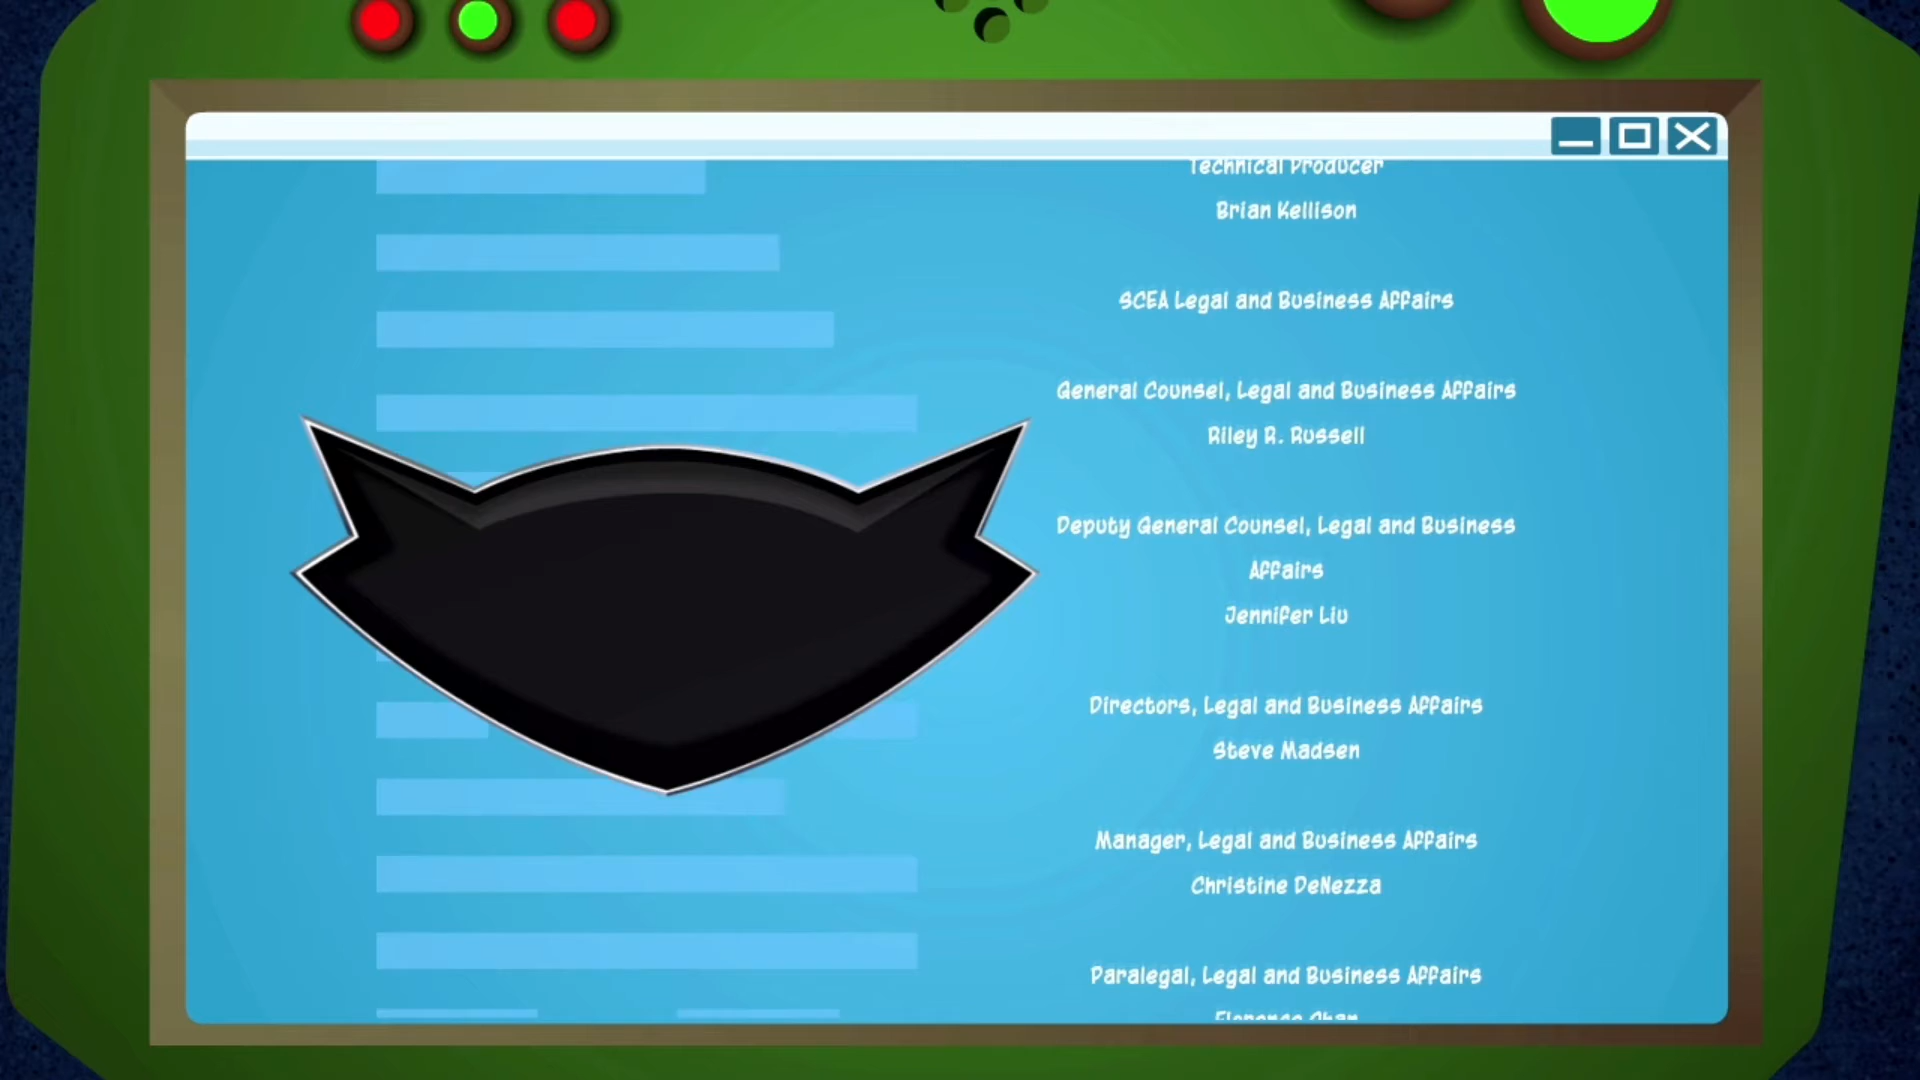 Technical Producer
Brian Kellison
SCEA Legal and Business Affairs
General Counsel, Legal and Business Affairs
Riley R. Russell
Deputy General Counsel, Legal and Business
Affairs
Jennifer Liu
Directors, Legal and Business Affairs
Steve Madsen
Manager, Legal and Business Affairs
Christine DeNezza
Paralegal, Legal and Business Affairs